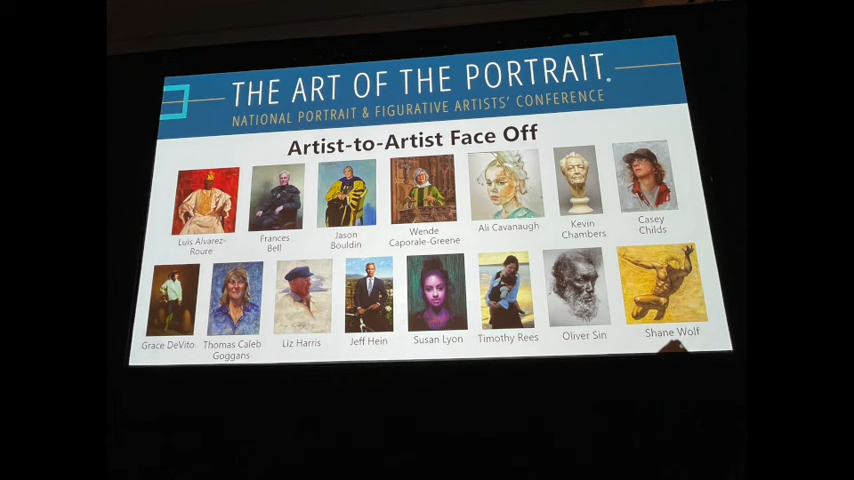 THE ART OF THE PORTRAIT.
NATIONAL PORTRAIT & FIGURATIVE ARTISTS' CONFERENCE
Artist-to-Artist Face Off
Luis Alvarez-
Roure
Frances
Bell
Jason
Bouldin
Wende
Caporale-Greene
Ali Cavanaugh
Kevin
Chambers
Casey
Childs
Grace DeVito
Thomas Caleb
Goggans
Liz Harris
Jeff Hein
Susan Lyon
Timothy Rees
Oliver Sin
Shane Wolf